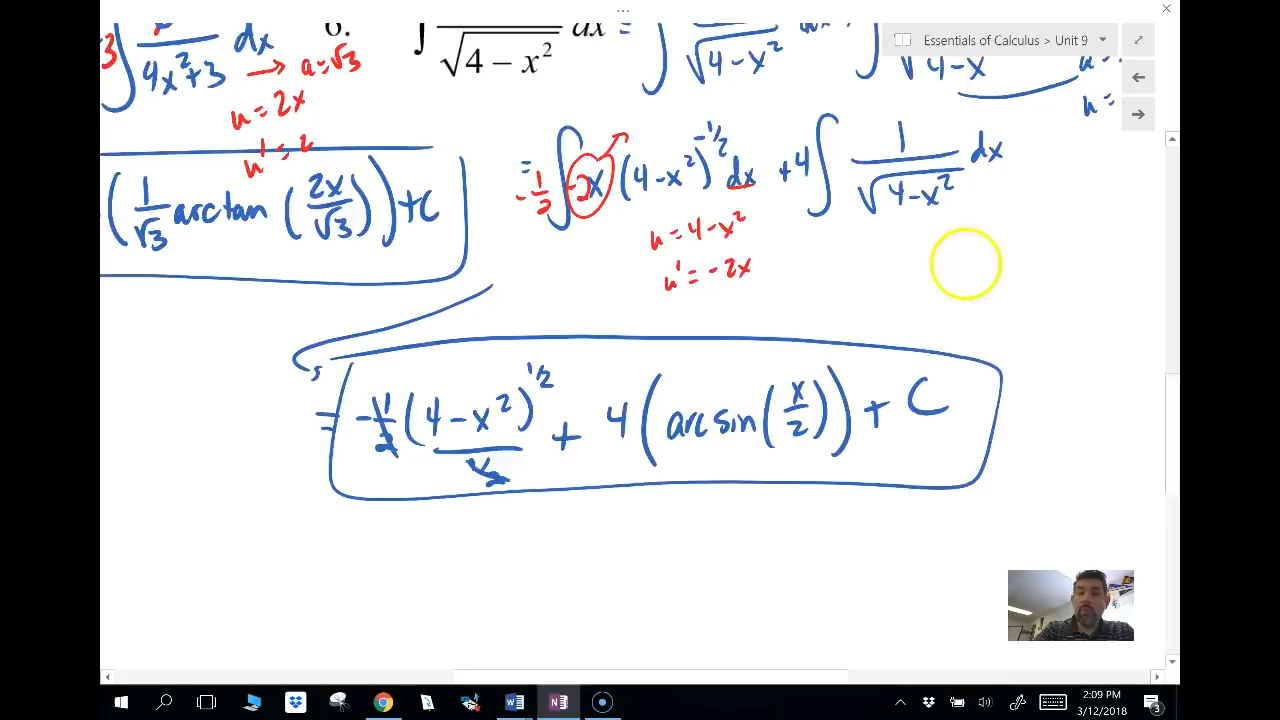 Essentials of Calculus > Unit 9
3 ∫ / 4x²+3 dx → a=√3
u = 2x
u' = 2
6. ∫ / √(4 − x²) dx = ∫ / √(4−x²) ∫ / √(4−x
u =
( 1/√3 arctan ( 2x/√3 ) ) + C
= -1/2 ∫ -2x (4−x²)^-1/2 dx + 4 ∫ 1/√(4−x²) dx
u = 4−x²
u' = −2x
= -1/2 (4−x²)^1/2 / 1/2 + 4 ( arcsin ( x/2 ) ) + C
2:09 PM
3/12/2018
3